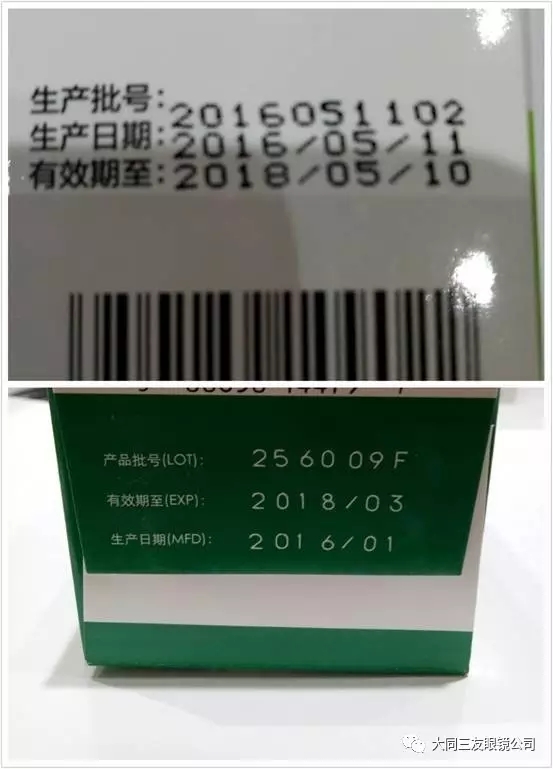 生产批号:2016051102
生产日期:2016/05/11
有效期至:2018/05/10
产品批号(LOT): 256009F
有效期至(EXP): 2018/03
生产日期(MFD): 2016/01
大同三友眼镜公司